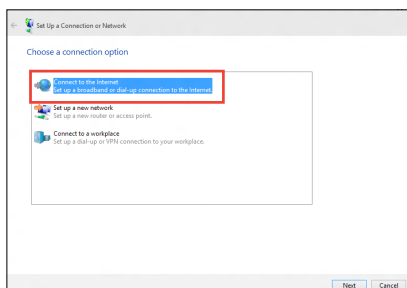 Set Up a Connection or Network
Choose a connection option
Connect to the Internet
Set up a broadband or dial-up connection to the Internet.
Set up a new network
Set up a new router or access point.
Connect to a workplace
Set up a dial-up or VPN connection to your workplace.
Next Cancel